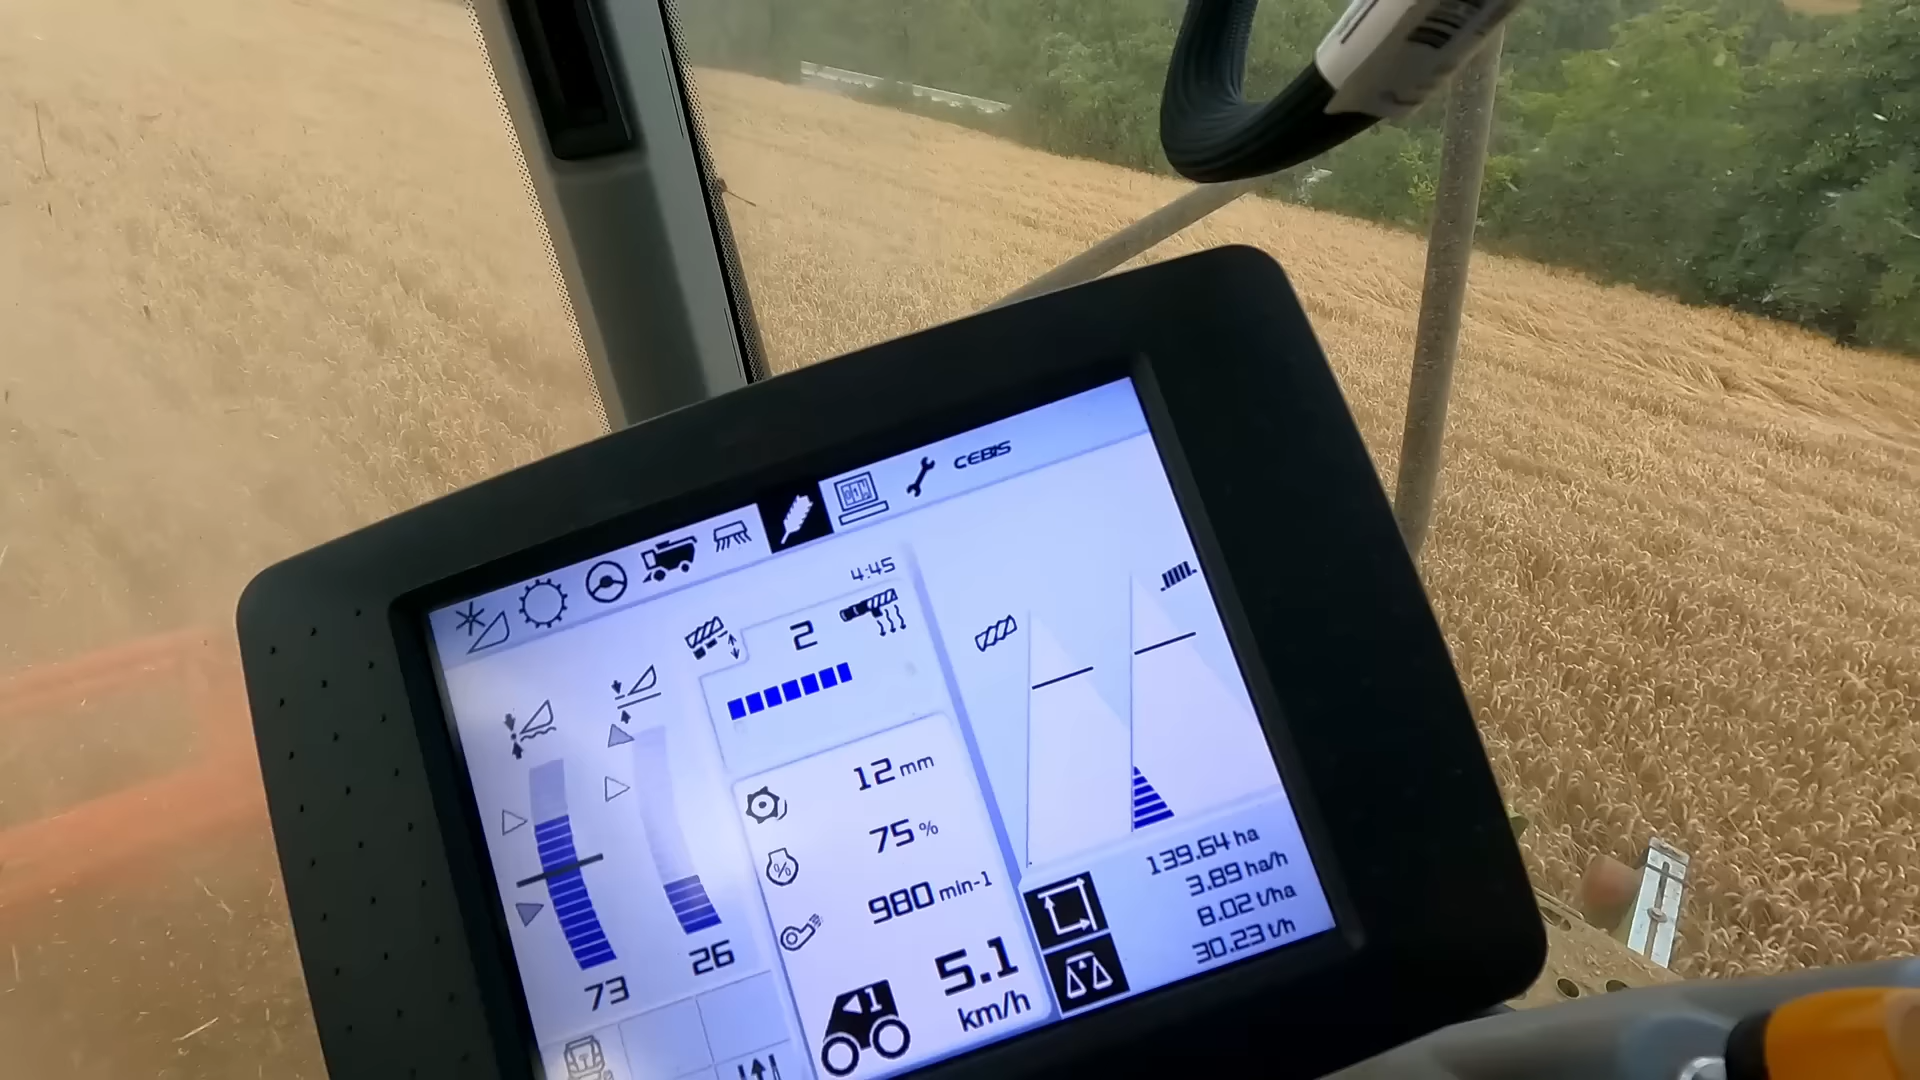 CEBIS
4:45
2
12 mm
75 %
980 min-1
5.1
km/h
1
73
26
139.64 ha
3.89 ha/h
8.02 t/ha
30.23 t/h